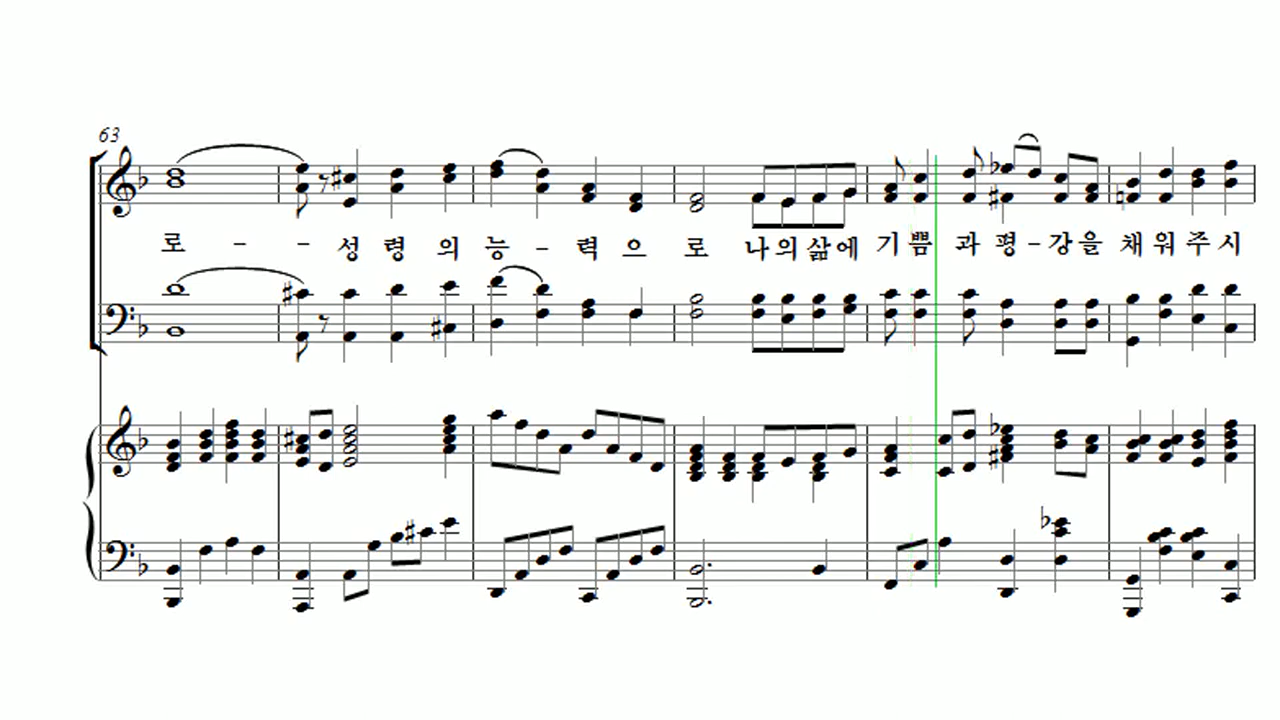 63
로 - - 성 령 의 능 - 력 으 로 나의삶에 기쁨 과 평-강을 채워주시